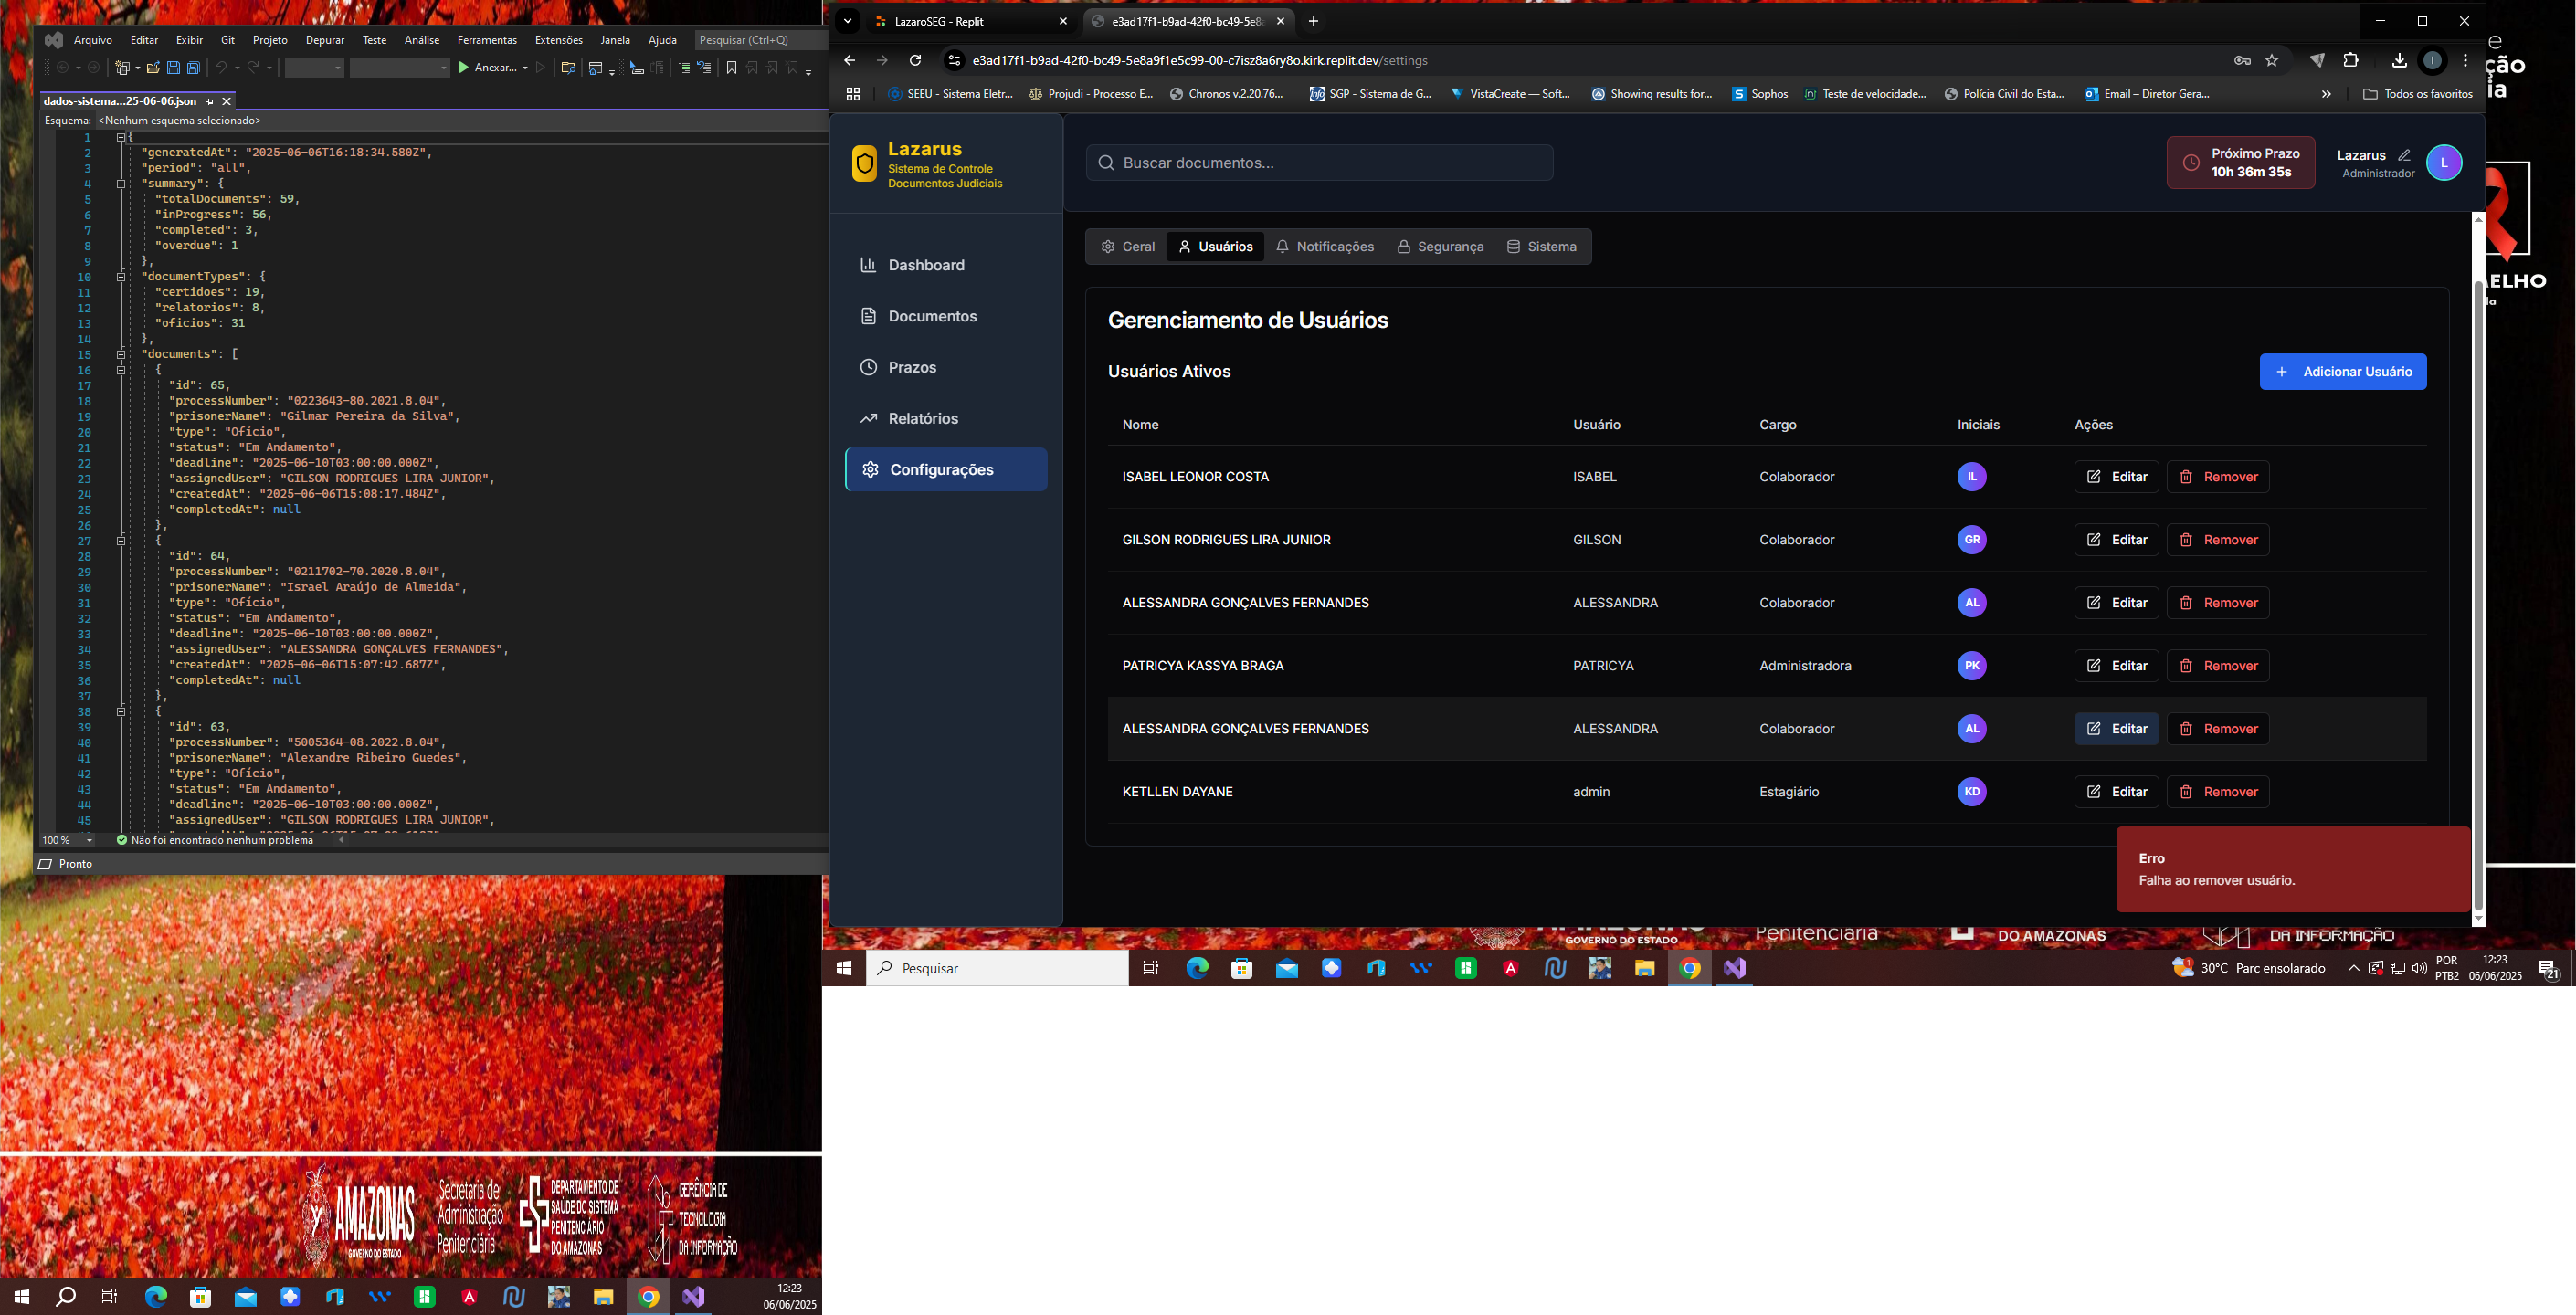 Arquivo Editar Exibir Git Projeto Depurar Teste Análise Ferramentas Extensões Janela Ajuda Pesquisar (Ctrl+Q)
Anexar...
dados-sistema...25-06-06.json
Esquema: <Nenhum esquema selecionado>
1 {
2 "generatedAt": "2025-06-06T16:18:34.580Z",
3 "period": "all",
4 "summary": {
5 "totalDocuments": 59,
6 "inProgress": 56,
7 "completed": 3,
8 "overdue": 1
9 },
10 "documentTypes": {
11 "certidoes": 19,
12 "relatorios": 8,
13 "oficios": 31
14 },
15 "documents": [
16 {
17 "id": 65,
18 "processNumber": "0223643-80.2021.8.04",
19 "prisonerName": "Gilmar Pereira da Silva",
20 "type": "Ofício",
21 "status": "Em Andamento",
22 "deadline": "2025-06-10T03:00:00.000Z",
23 "assignedUser": "GILSON RODRIGUES LIRA JUNIOR",
24 "createdAt": "2025-06-06T15:08:17.484Z",
25 "completedAt": null
26 },
27 {
28 "id": 64,
29 "processNumber": "0211702-70.2020.8.04",
30 "prisonerName": "Israel Araújo de Almeida",
31 "type": "Ofício",
32 "status": "Em Andamento",
33 "deadline": "2025-06-10T03:00:00.000Z",
34 "assignedUser": "ALESSANDRA GONÇALVES FERNANDES",
35 "createdAt": "2025-06-06T15:07:42.687Z",
36 "completedAt": null
37 },
38 {
39 "id": 63,
40 "processNumber": "5005364-08.2022.8.04",
41 "prisonerName": "Alexandre Ribeiro Guedes",
42 "type": "Ofício",
43 "status": "Em Andamento",
44 "deadline": "2025-06-10T03:00:00.000Z",
45 "assignedUser": "GILSON RODRIGUES LIRA JUNIOR",
100 % Não foi encontrado nenhum problema
Pronto
LazaroSEG - Replit
e3ad17f1-b9ad-42f0-bc49-5e8a
e3ad17f1-b9ad-42f0-bc49-5e8a9f1e5c99-00-c7isz8a6ry8o.kirk.replit.dev/settings
I
SEEU - Sistema Eletr... Projudi - Processo E... Chronos v.2.20.76... SGP - Sistema de G... VistaCreate — Soft... Showing results for... Sophos Teste de velocidade... Polícia Civil do Esta... Email – Diretor Gera... » Todos os favoritos
Lazarus
Sistema de Controle
Documentos Judiciais
Dashboard
Documentos
Prazos
Relatórios
Configurações
Buscar documentos...
Próximo Prazo
10h 36m 35s
Lazarus
Administrador
L
Geral Usuários Notificações Segurança Sistema
Gerenciamento de Usuários
Usuários Ativos
+ Adicionar Usuário
Nome Usuário Cargo Iniciais Ações
ISABEL LEONOR COSTA ISABEL Colaborador IL Editar Remover
GILSON RODRIGUES LIRA JUNIOR GILSON Colaborador GR Editar Remover
ALESSANDRA GONÇALVES FERNANDES ALESSANDRA Colaborador AL Editar Remover
PATRICYA KASSYA BRAGA PATRICYA Administradora PK Editar Remover
ALESSANDRA GONÇALVES FERNANDES ALESSANDRA Colaborador AL Editar Remover
KETLLEN DAYANE admin Estagiário KD Editar Remover
Erro
Falha ao remover usuário.
GOVERNO DO ESTADO
Penitenciária
DO AMAZONAS
DA INFORMAÇÃO
Pesquisar
30°C Parc ensolarado
POR
PTB2
12:23
06/06/2025
21
AMAZONAS
GOVERNO DO ESTADO
Secretaria de
Administração
Penitenciária
DEPARTAMENTO DE
SAÚDE DO SISTEMA
PENITENCIÁRIO
DO AMAZONAS
GERÊNCIA DE
TECNOLOGIA
DA INFORMAÇÃO
12:23
06/06/2025